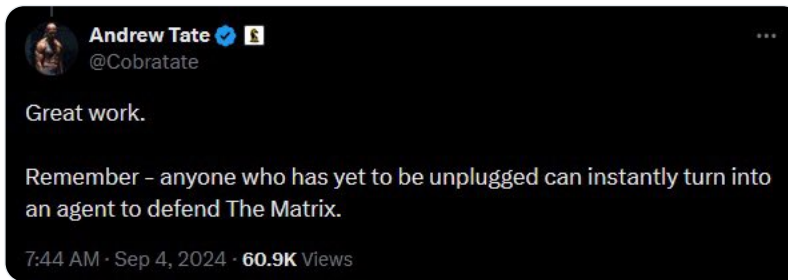 Andrew Tate
@Cobratate
Great work.
Remember – anyone who has yet to be unplugged can instantly turn into
an agent to defend The Matrix.
7:44 AM · Sep 4, 2024 · 60.9K Views